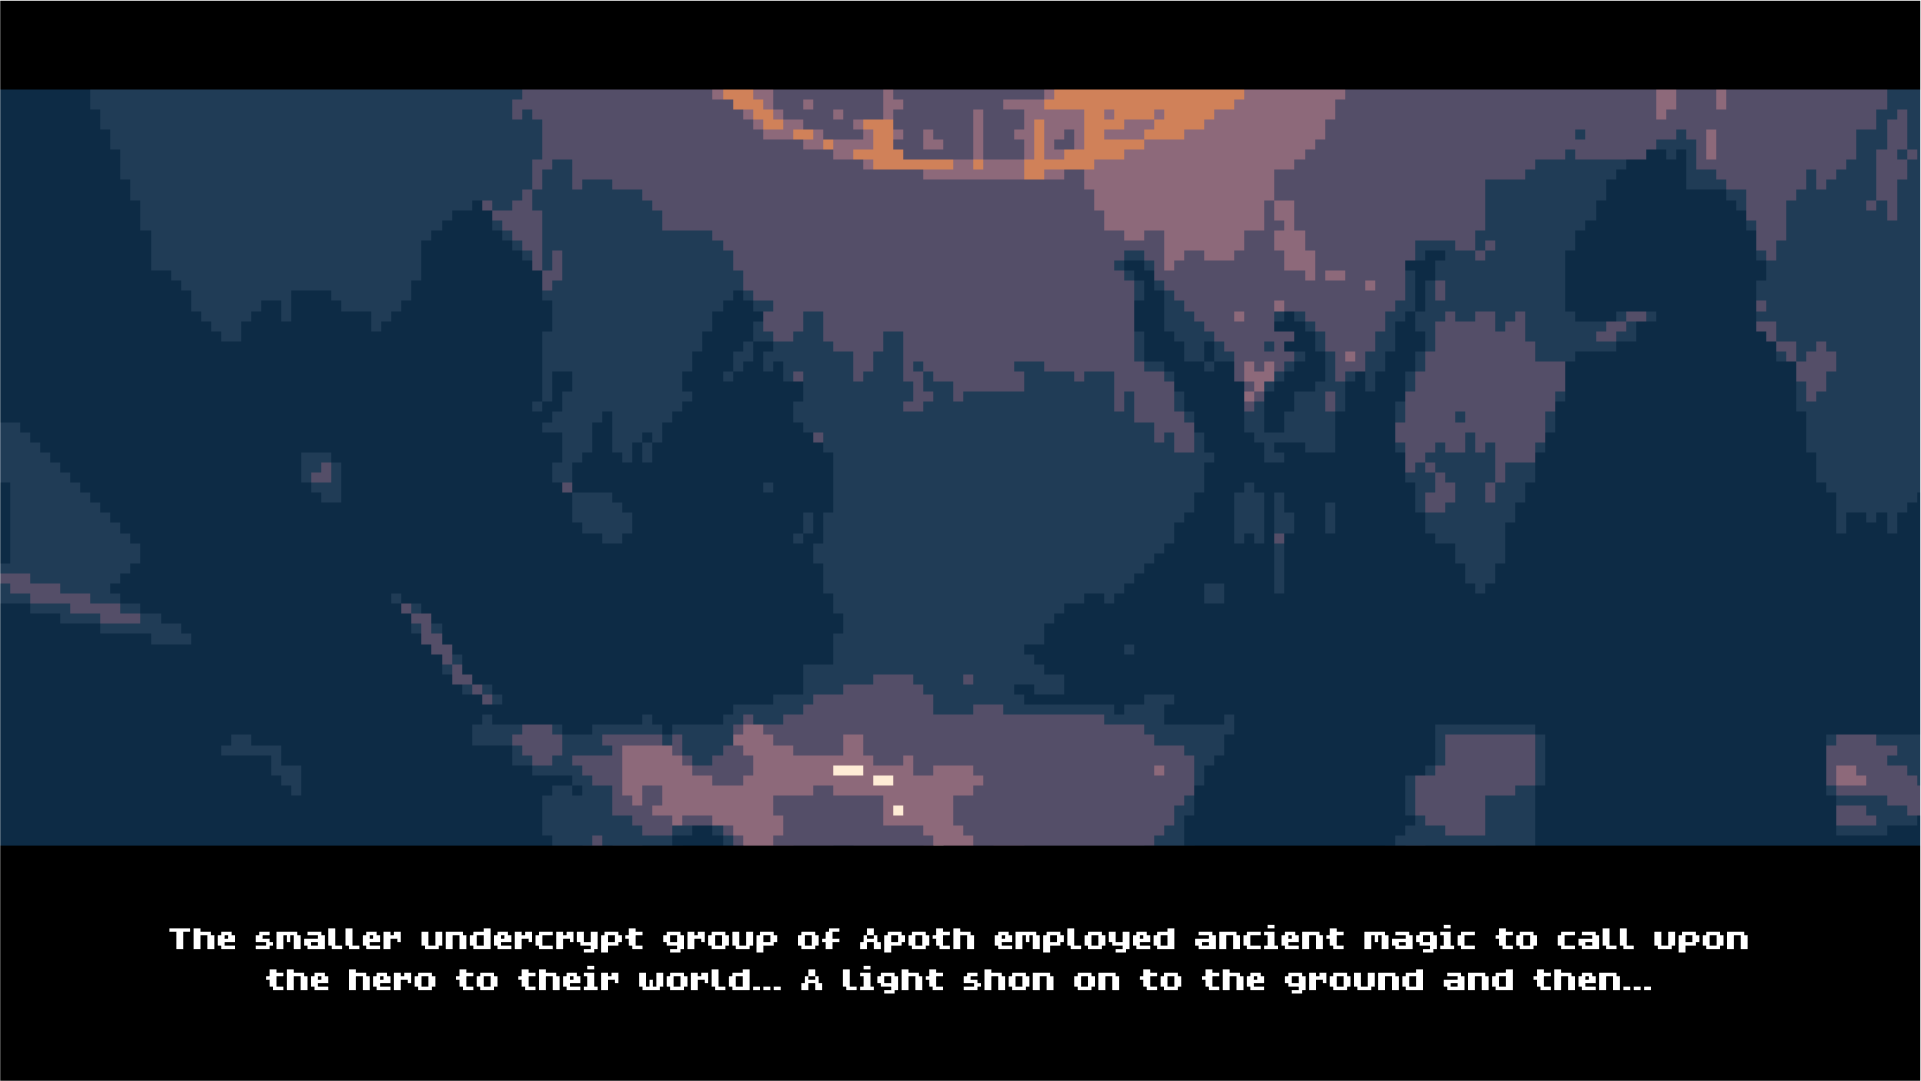 The smaller undercrypt group of Apoth employed ancient magic to call upon
the hero to their world... A light shon on to the ground and then...